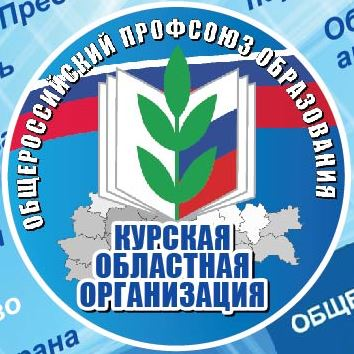 ОБЩЕРОССИЙСКИЙ ПРОФСОЮЗ ОБРАЗОВАНИЯ
КУРСКАЯ
ОБЛАСТНАЯ
ОРГАНИЗАЦИЯ